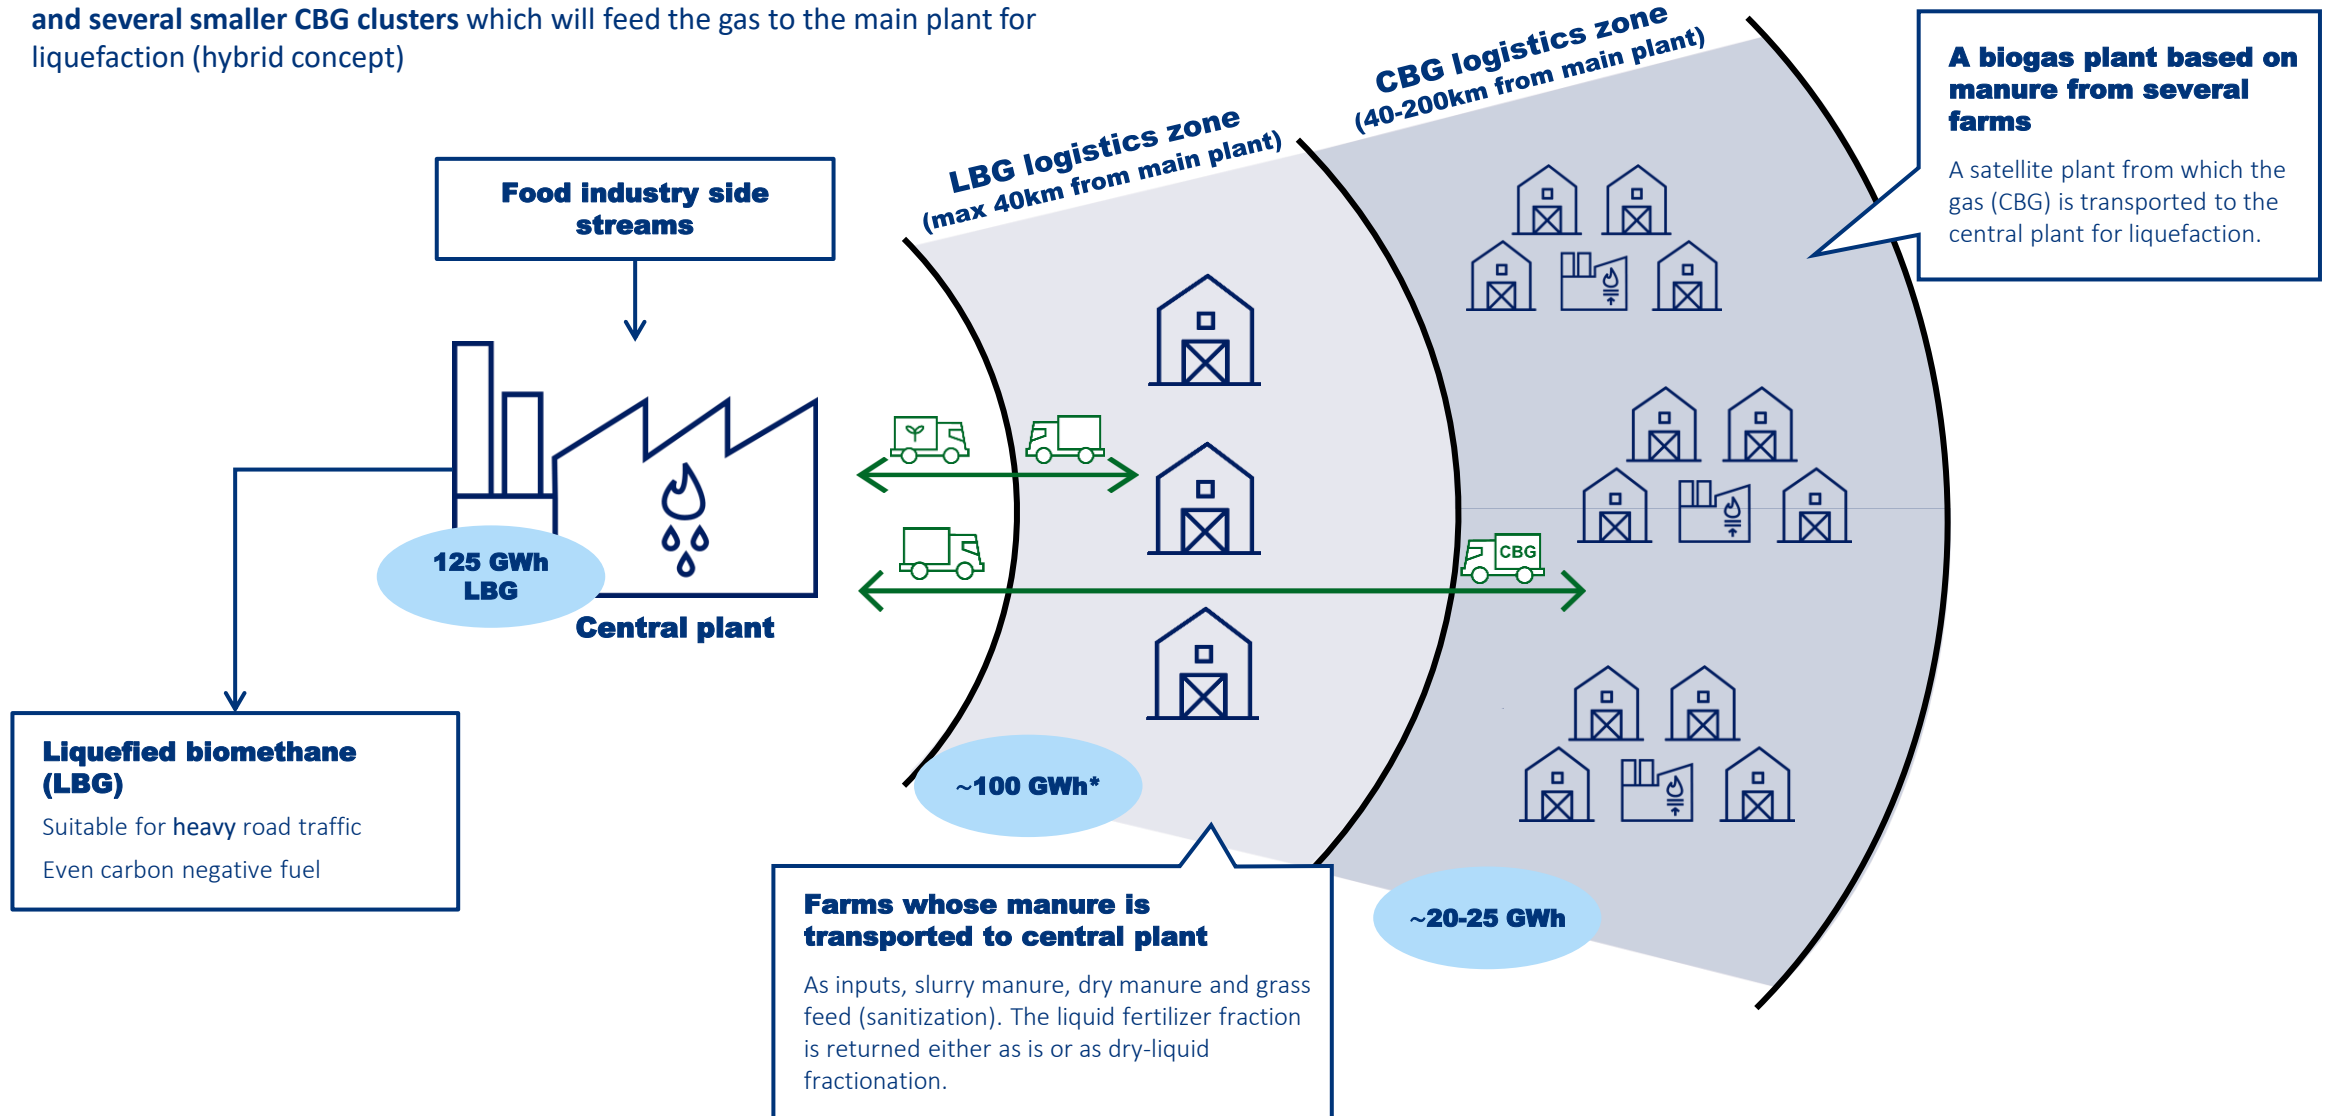 and several smaller CBG clusters which will feed the gas to the main plant for
liquefaction (hybrid concept)
Food industry side
streams
LBG logistics zone
(max 40km from main plant)
CBG logistics zone
(40-200km from main plant)
A biogas plant based on
manure from several
farms
A satellite plant from which the
gas (CBG) is transported to the
central plant for liquefaction.
CBG
125 GWh
LBG
Central plant
Liquefied biomethane
(LBG)
Suitable for heavy road traffic
Even carbon negative fuel
~100 GWh*
~20-25 GWh
Farms whose manure is
transported to central plant
As inputs, slurry manure, dry manure and grass
feed (sanitization). The liquid fertilizer fraction
is returned either as is or as dry-liquid
fractionation.